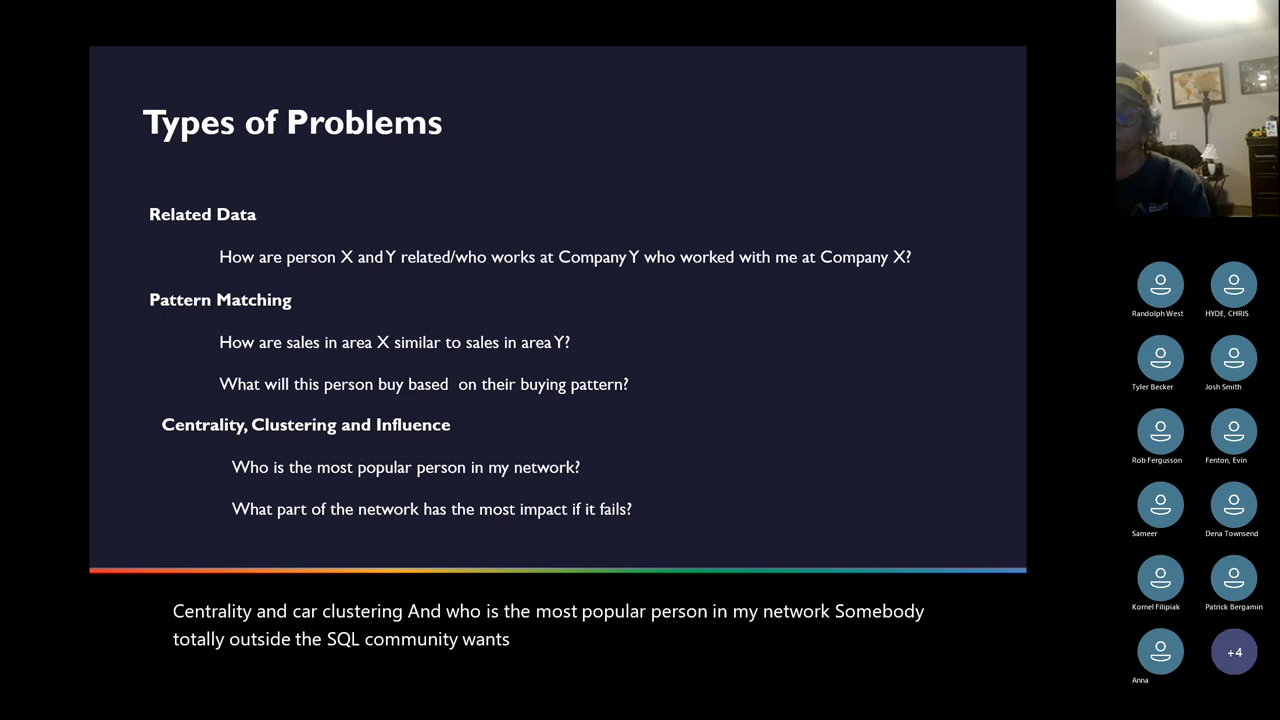 Types of Problems
Related Data
How are person X and Y related/who works at Company Y who worked with me at Company X?
Pattern Matching
How are sales in area X similar to sales in area Y?
What will this person buy based  on their buying pattern?
Centrality, Clustering and Influence
Who is the most popular person in my network?
What part of the network has the most impact if it fails?
Centrality and car clustering And who is the most popular person in my network Somebody
totally outside the SQL community wants
Randolph West
HYDE, CHRIS
Tyler Becker
Josh Smith
Rob Fergusson
Fenton, Evin
Sameer
Dena Townsend
Kornel Filipiak
Patrick Bergamin
Anna
+4